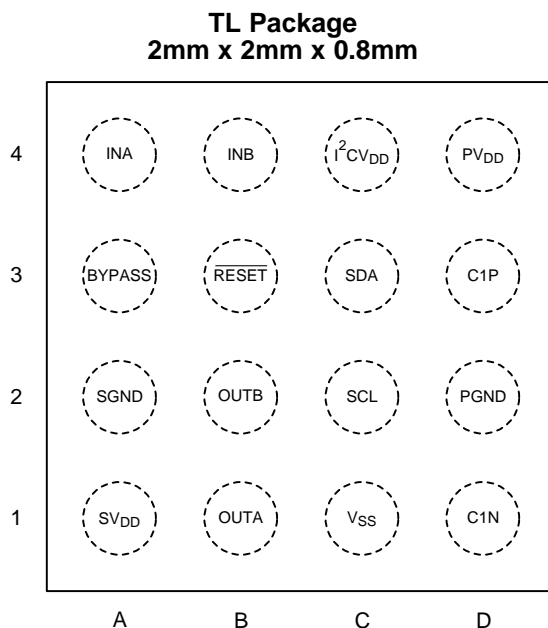 TL Package
2mm x 2mm x 0.8mm
4 INA INB I²CVDD PVDD
3 BYPASS RESET SDA C1P
2 SGND OUTB SCL PGND
1 SVDD OUTA VSS C1N
A B C D